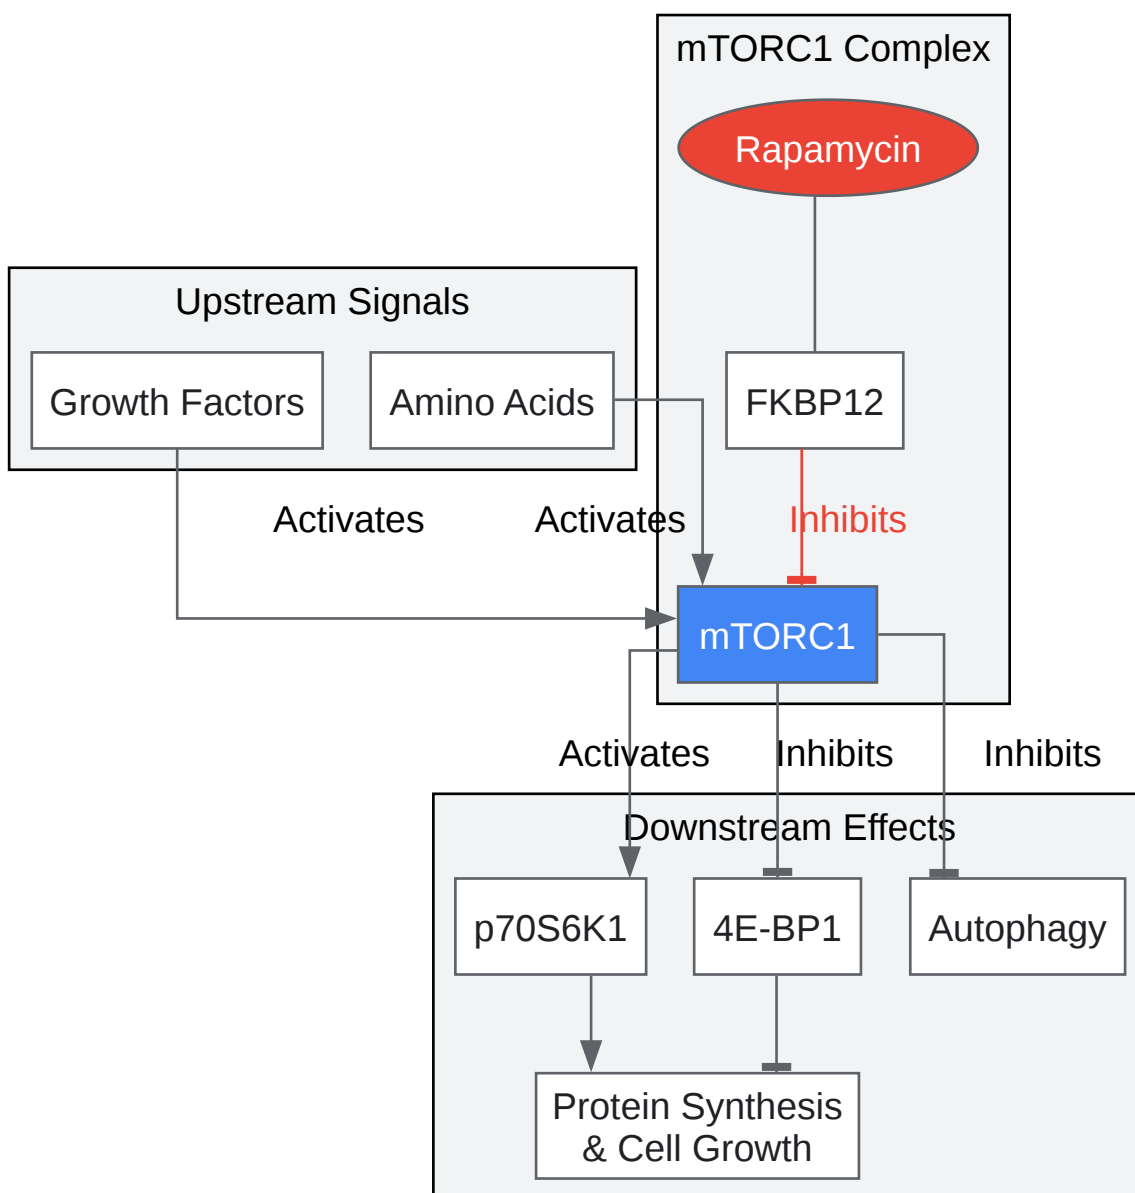 mTORC1 Complex
Rapamycin
Upstream Signals
Growth Factors
Amino Acids
FKBP12
Activates
Activates
Inhibits
mTORC1
Activates
Inhibits
Inhibits
Downstream Effects
p70S6K1
4E-BP1
Autophagy
Protein Synthesis
& Cell Growth